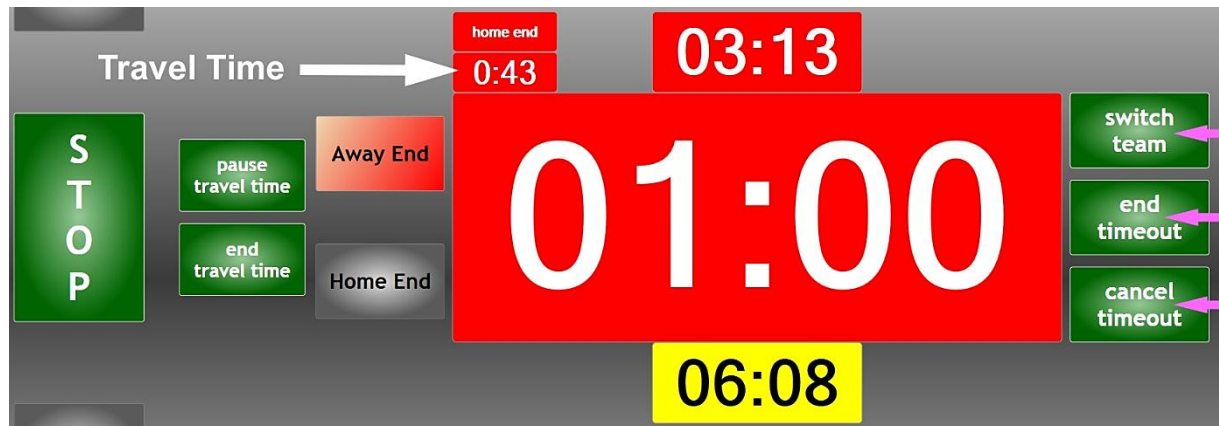 home end
03:13
Travel Time
0:43
STOP
pause
travel time
Away End
01:00
switch
team
end
timeout
end
travel time
Home End
cancel
timeout
06:08